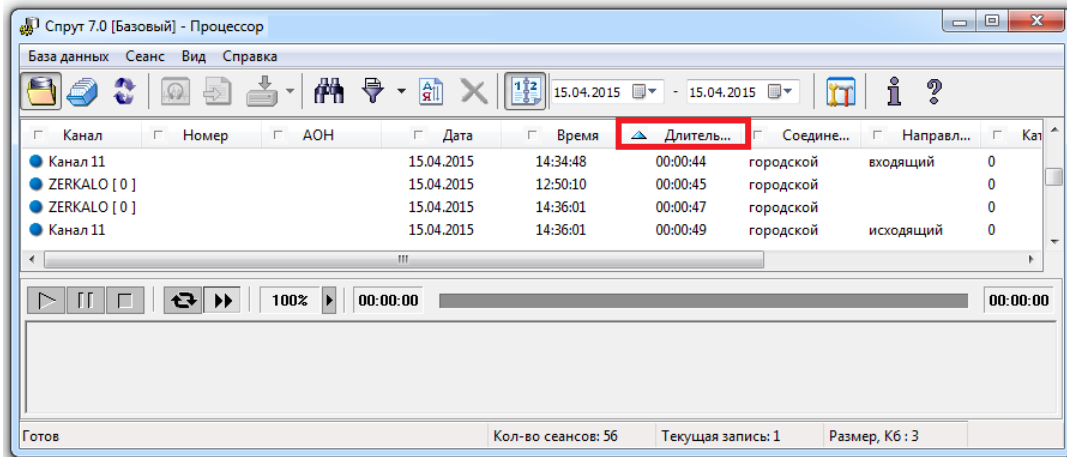 Спрут 7.0 [Базовый] - Процессор
База данных Сеанс Вид Справка
15.04.2015 - 15.04.2015
Канал Номер АОН Дата Время Длитель... Соедине... Направл... Кат
Канал 11 15.04.2015 14:34:48 00:00:44 городской входящий 0
ZERKALO [ 0 ] 15.04.2015 12:50:10 00:00:45 городской 0
ZERKALO [ 0 ] 15.04.2015 14:36:01 00:00:47 городской 0
Канал 11 15.04.2015 14:36:01 00:00:49 городской исходящий 0
100% 00:00:00 00:00:00
Готов Кол-во сеансов: 56 Текущая запись: 1 Размер, Кб : 3